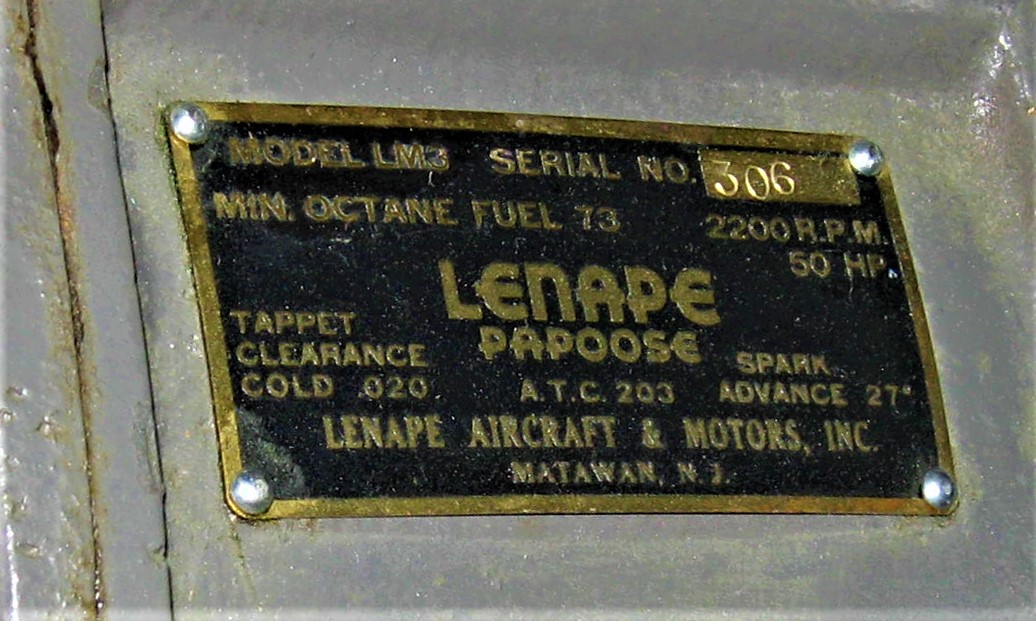 MODEL LM3 SERIAL NO. 306
MIN. OCTANE FUEL 73 2200 R.P.M.
50 HP.
LENAPE
PAPOOSE
TAPPET
CLEARANCE
COLD .020
A.T.C. 203
SPARK
ADVANCE 27°
LENAPE AIRCRAFT & MOTORS, INC.
MATAWAN, N.J.